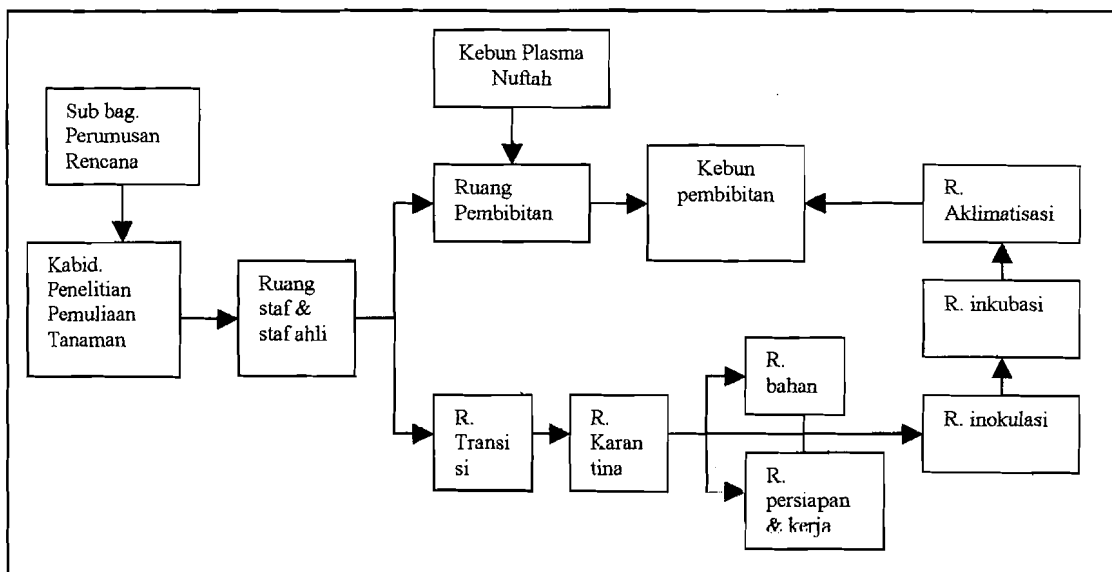 Kebun Plasma
Nuftah
Sub bag.
Perumusan
Rencana
Ruang
Pembibitan
Kebun
pembibitan
R.
Aklimatisasi
Kabid.
Penelitian
Pemuliaan
Tanaman
Ruang
staf &
staf ahli
R. inkubasi
R.
bahan
R.
Transi
si
R.
Karan
tina
R. inokulasi
R.
persiapan
& kerja